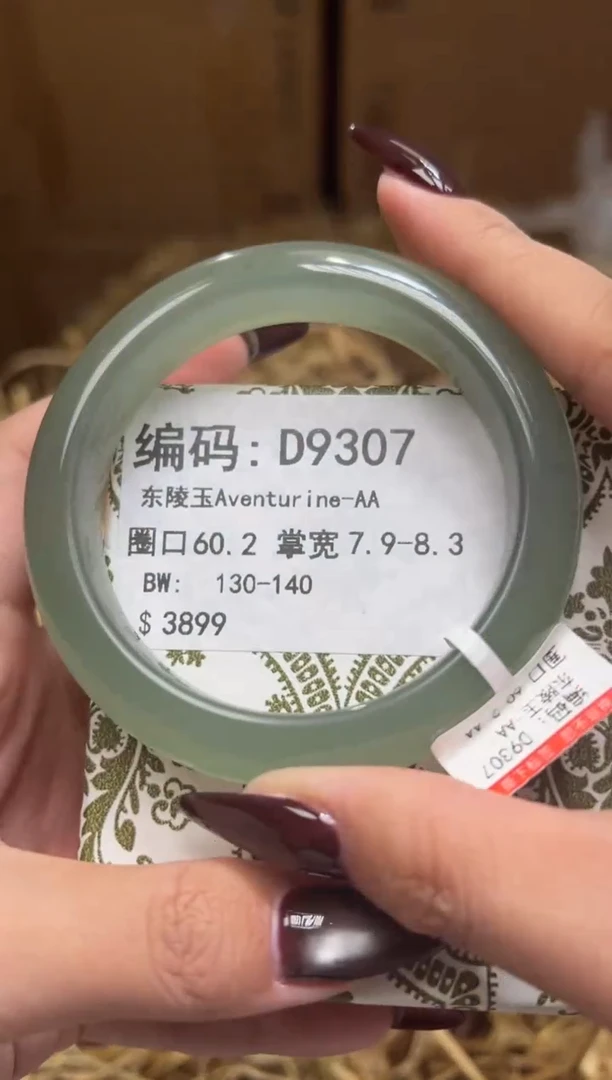 编码: D9307
东陵玉Aventurine-AA
圈口60.2 掌宽 7.9-8.3
BW: 130-140
$ 3899
D9307